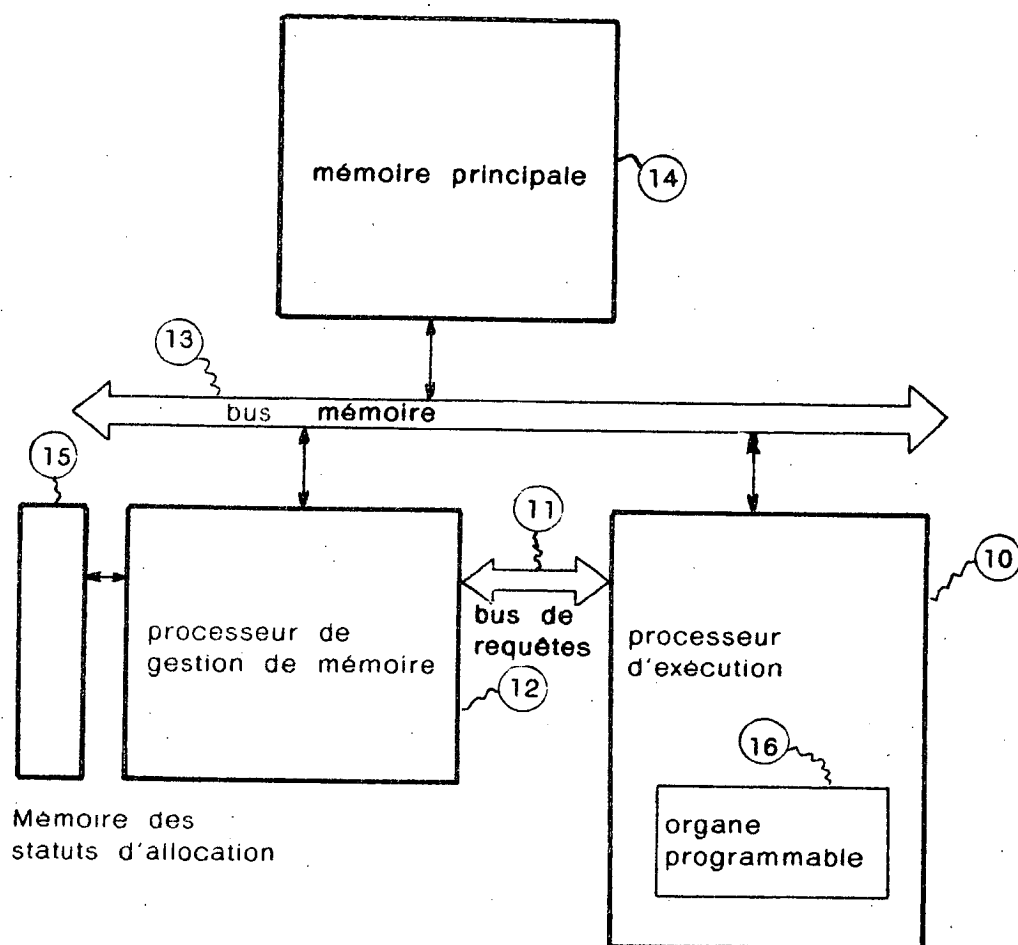 mémoire principale
14
13
bus mémoire
15
11
10
bus de
requêtes
processeur de
gestion de mémoire
12
processeur
d'exécution
16
organe
programmable
Mémoire des
statuts d'allocation